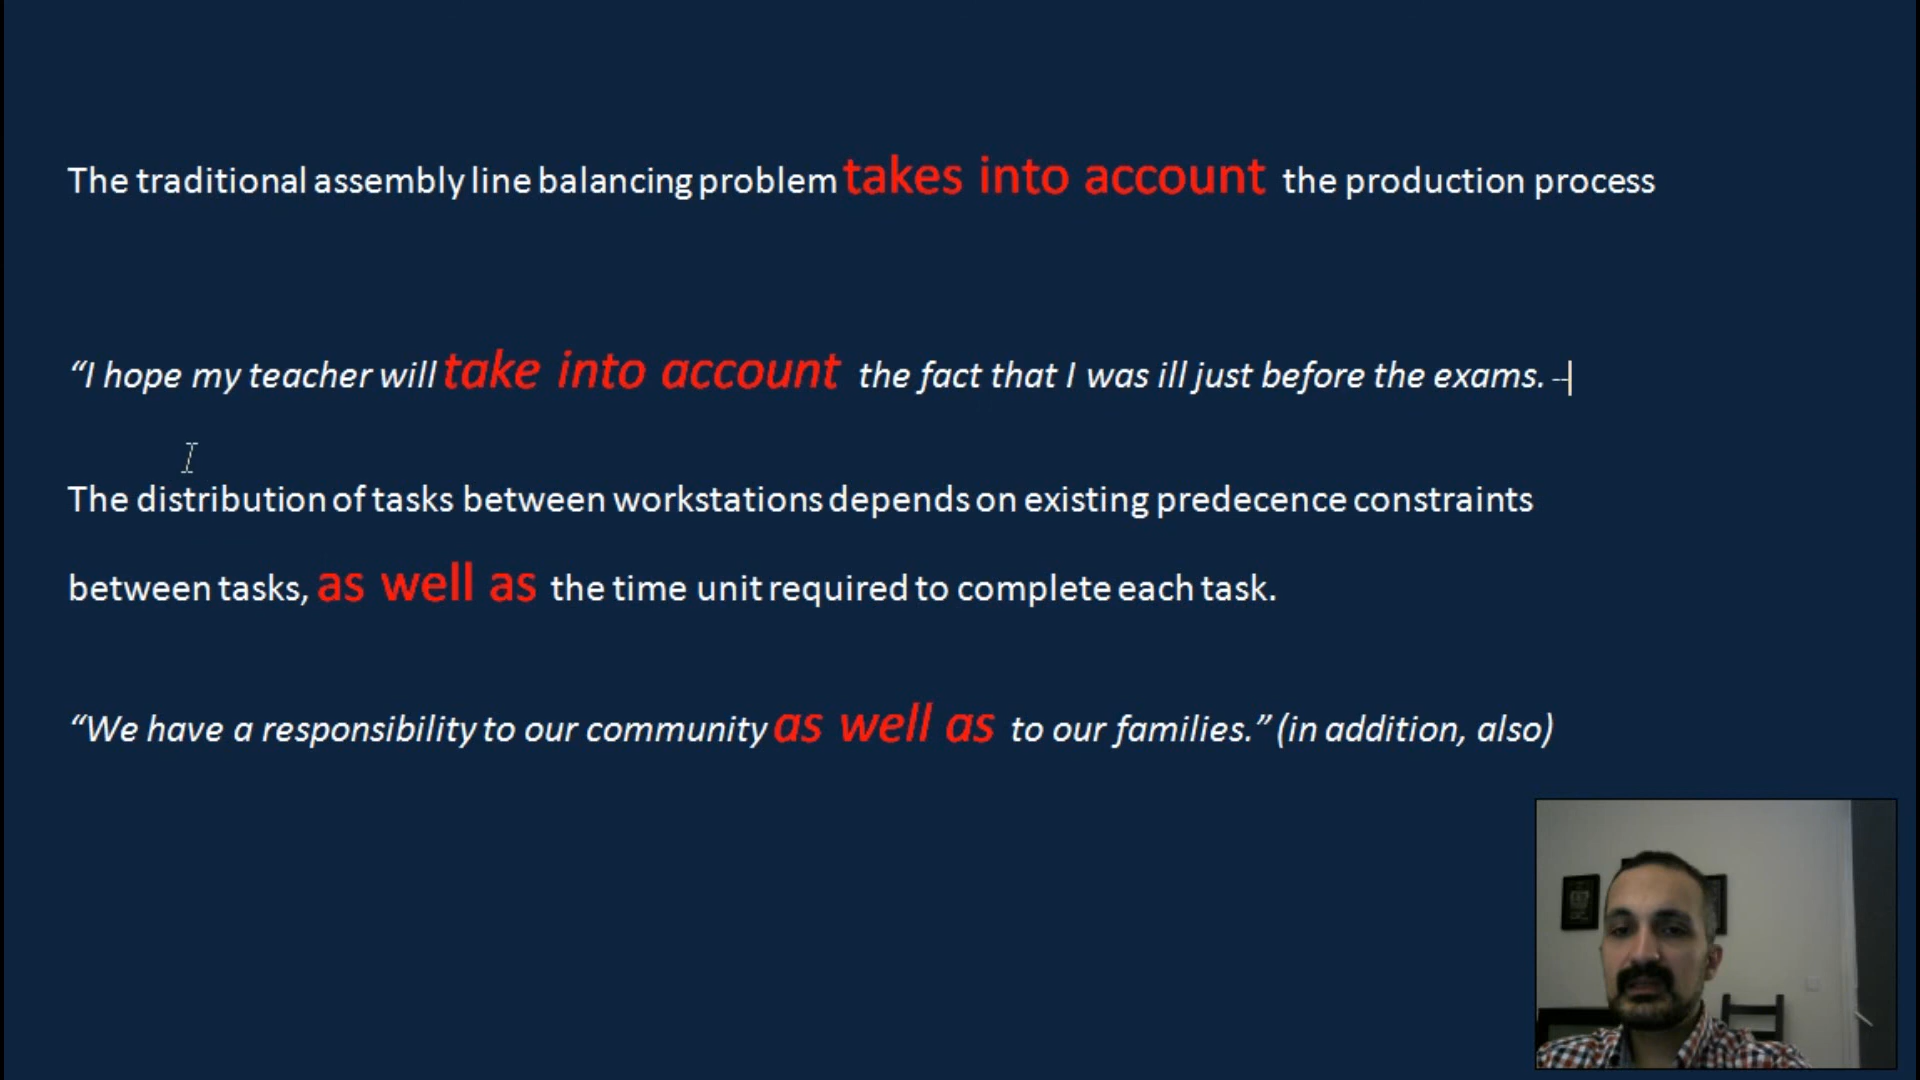 The traditional assembly line balancing problem takes into account the production process
“I hope my teacher will take into account the fact that I was ill just before the exams. --
The distribution of tasks between workstations depends on existing predecence constraints
between tasks, as well as the time unit required to complete each task.
“We have a responsibility to our community as well as to our families.” (in addition, also)